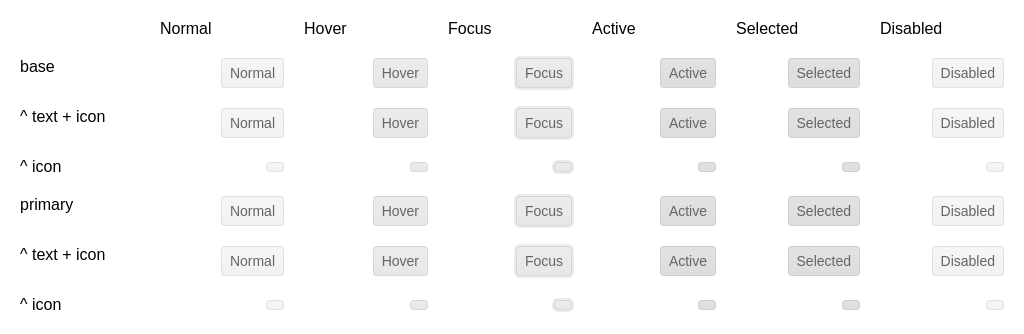 Normal Hover Focus Active Selected Disabled
base Normal Hover Focus Active Selected Disabled
^ text + icon Normal Hover Focus Active Selected Disabled
^ icon
primary Normal Hover Focus Active Selected Disabled
^ text + icon Normal Hover Focus Active Selected Disabled
^ icon